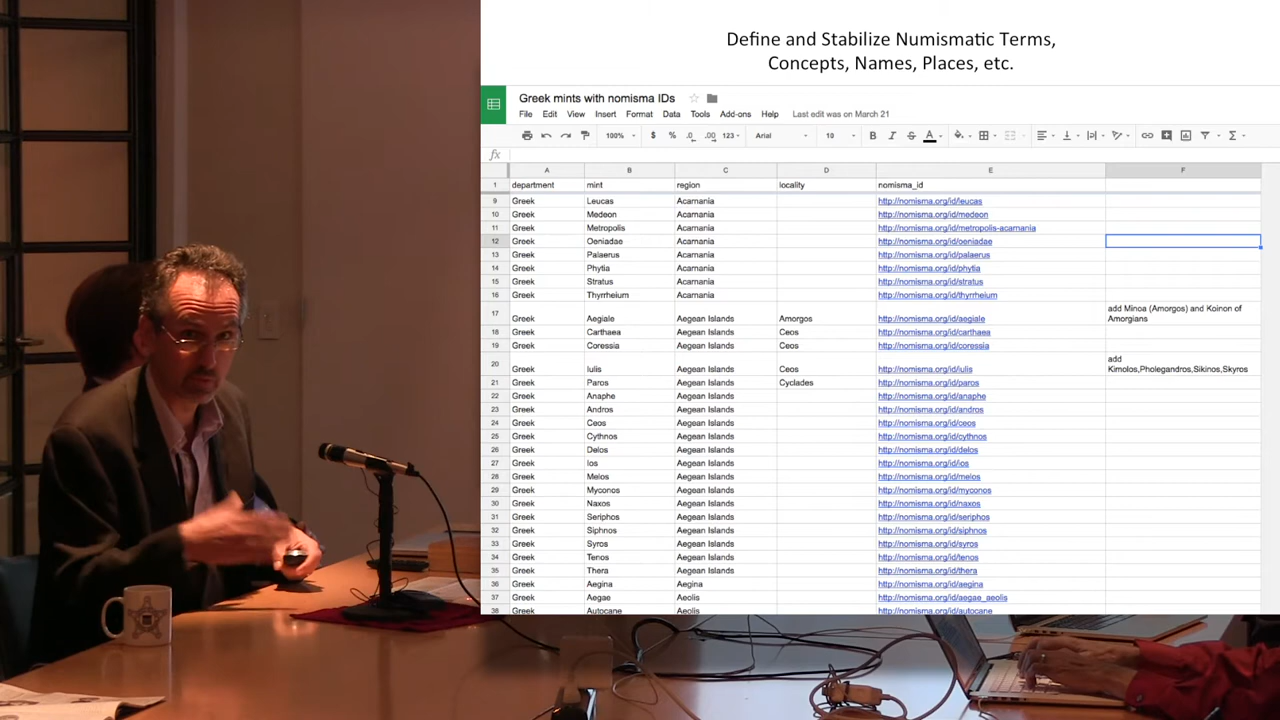 Define and Stabilize Numismatic Terms,
Concepts, Names, Places, etc.
Greek mints with nomisma IDs
File Edit View Insert Format Data Tools Add-ons Help Last edit was on March 21
100% $ % .0 .00 123 Arial 10 B I S A
fx
A B C D E F
1 department mint region locality nomisma_id
9 Greek Leucas Acarnania http://nomisma.org/id/leucas
10 Greek Medeon Acarnania http://nomisma.org/id/medeon
11 Greek Metropolis Acarnania http://nomisma.org/id/metropolis-acarnania
12 Greek Oeniadae Acarnania http://nomisma.org/id/oeniadae
13 Greek Palaerus Acarnania http://nomisma.org/id/palaerus
14 Greek Phytia Acarnania http://nomisma.org/id/phytia
15 Greek Stratus Acarnania http://nomisma.org/id/stratus
16 Greek Thyrrheium Acarnania http://nomisma.org/id/thyrrheium
17 Greek Aegiale Aegean Islands Amorgos http://nomisma.org/id/aegiale add Minoa (Amorgos) and Koinon of
Amorgians
18 Greek Carthaea Aegean Islands Ceos http://nomisma.org/id/carthaea
19 Greek Coressia Aegean Islands Ceos http://nomisma.org/id/coressia
20 Greek Iulis Aegean Islands Ceos http://nomisma.org/id/iulis add
Kimolos,Pholegandros,Sikinos,Skyros
21 Greek Paros Aegean Islands Cyclades http://nomisma.org/id/paros
22 Greek Anaphe Aegean Islands http://nomisma.org/id/anaphe
23 Greek Andros Aegean Islands http://nomisma.org/id/andros
24 Greek Ceos Aegean Islands http://nomisma.org/id/ceos
25 Greek Cythnos Aegean Islands http://nomisma.org/id/cythnos
26 Greek Delos Aegean Islands http://nomisma.org/id/delos
27 Greek Ios Aegean Islands http://nomisma.org/id/ios
28 Greek Melos Aegean Islands http://nomisma.org/id/melos
29 Greek Myconos Aegean Islands http://nomisma.org/id/myconos
30 Greek Naxos Aegean Islands http://nomisma.org/id/naxos
31 Greek Seriphos Aegean Islands http://nomisma.org/id/seriphos
32 Greek Siphnos Aegean Islands http://nomisma.org/id/siphnos
33 Greek Syros Aegean Islands http://nomisma.org/id/syros
34 Greek Tenos Aegean Islands http://nomisma.org/id/tenos
35 Greek Thera Aegean Islands http://nomisma.org/id/thera
36 Greek Aegina Aegina http://nomisma.org/id/aegina
37 Greek Aegae Aeolis http://nomisma.org/id/aegae_aeolis
38 Greek Autocane Aeolis http://nomisma.org/id/autocane